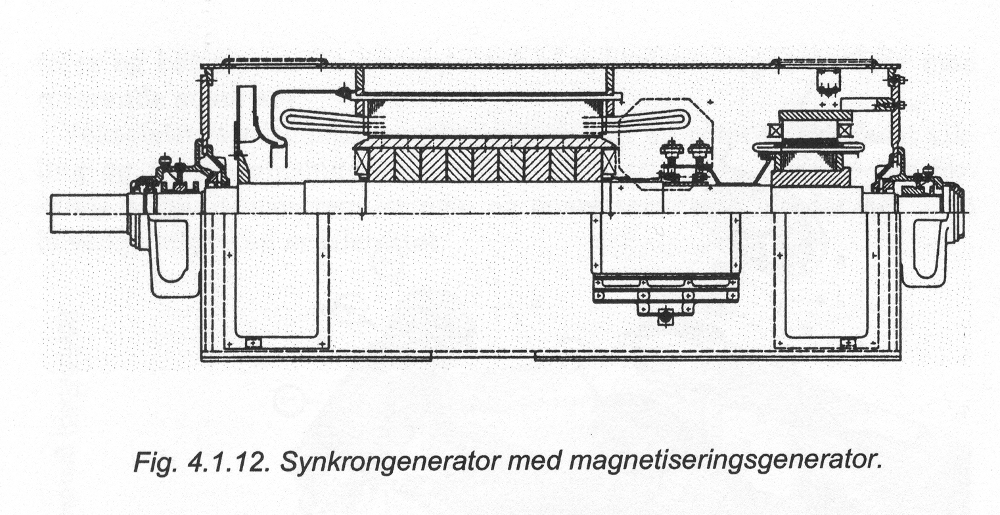 Fig. 4.1.12. Synkrongenerator med magnetiseringsgenerator.